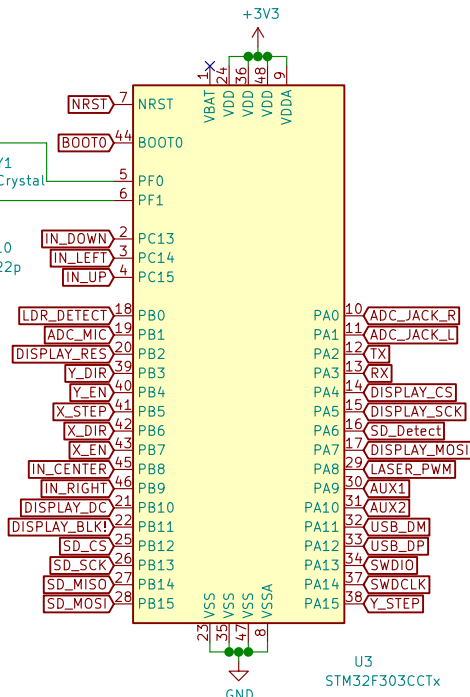 +3V3
1 24 36 48 9
VBAT VDD VDD VDD VDDA
NRST 7 NRST
BOOT0 44 BOOT0
Y1
Crystal
5 PF0
6 PF1
IN_DOWN 2 PC13
IN_LEFT 3 PC14
IN_UP 4 PC15
22p
LDR_DETECT 18 PB0 PA0 10 ADC_JACK_R
ADC_MIC 19 PB1 PA1 11 ADC_JACK_L
DISPLAY_RES 20 PB2 PA2 12 TX
Y_DIR 39 PB3 PA3 13 RX
Y_EN 40 PB4 PA4 14 DISPLAY_CS
X_STEP 41 PB5 PA5 15 DISPLAY_SCK
X_DIR 42 PB6 PA6 16 SD_Detect
X_EN 43 PB7 PA7 17 DISPLAY_MOSI
IN_CENTER 45 PB8 PA8 29 LASER_PWM
IN_RIGHT 46 PB9 PA9 30 AUX1
DISPLAY_DC 21 PB10 PA10 31 AUX2
DISPLAY_BLK! 22 PB11 PA11 32 USB_DM
SD_CS 25 PB12 PA12 33 USB_DP
SD_SCK 26 PB13 PA13 34 SWDIO
SD_MISO 27 PB14 PA14 37 SWDCLK
SD_MOSI 28 PB15 PA15 38 Y_STEP
VSS VSS VSS VSSA
23 35 47 8
GND
U3
STM32F303CCTx